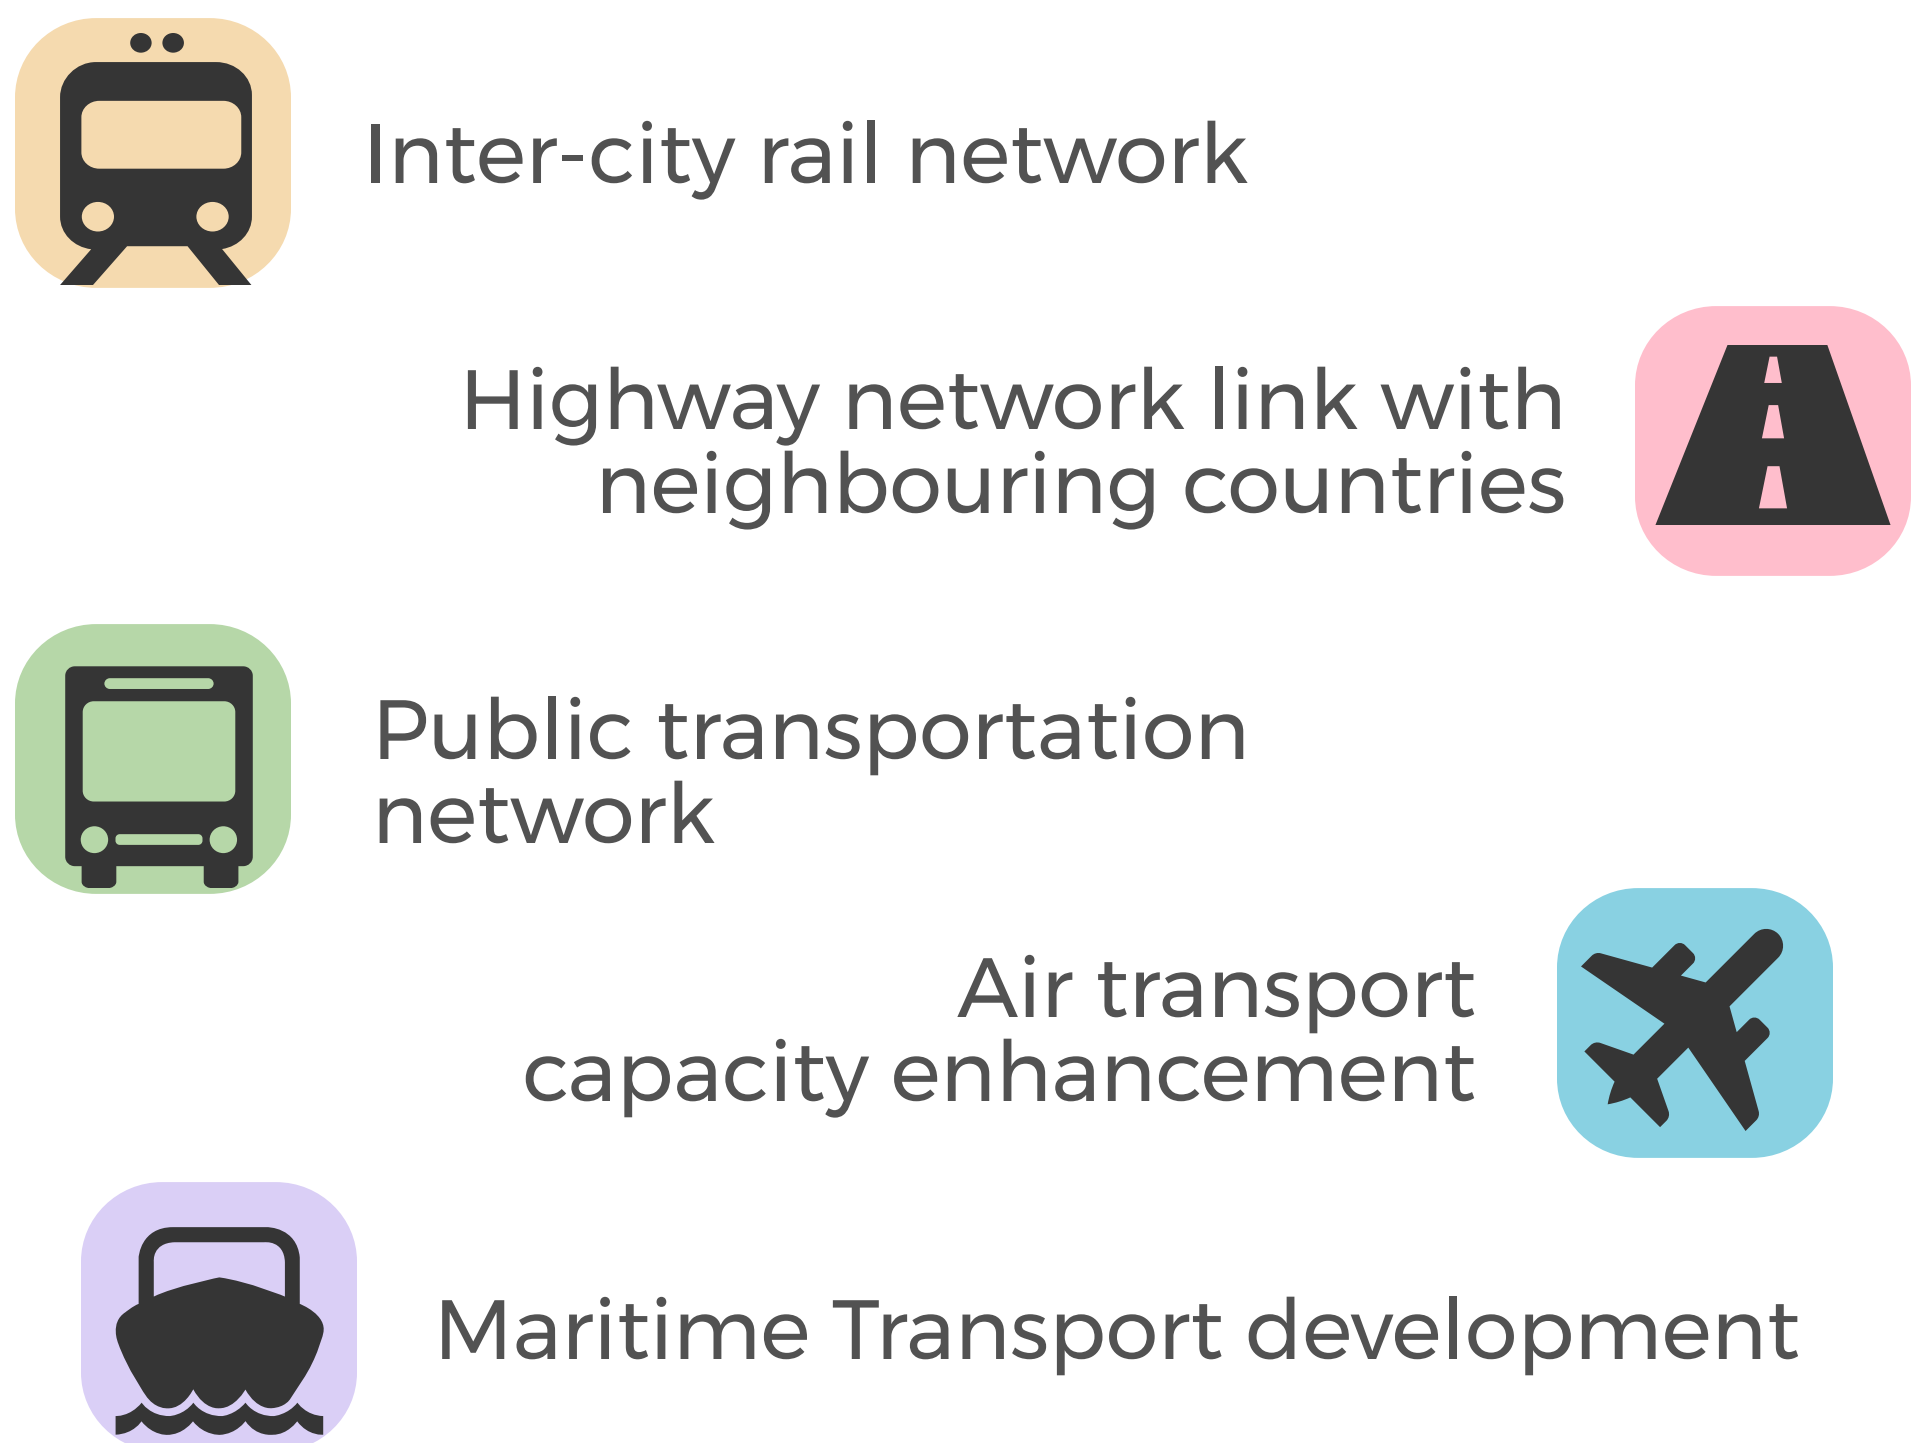 Inter-city rail network
Highway network link with
neighbouring countries
Public transportation
network
Air transport
capacity enhancement
Maritime Transport development